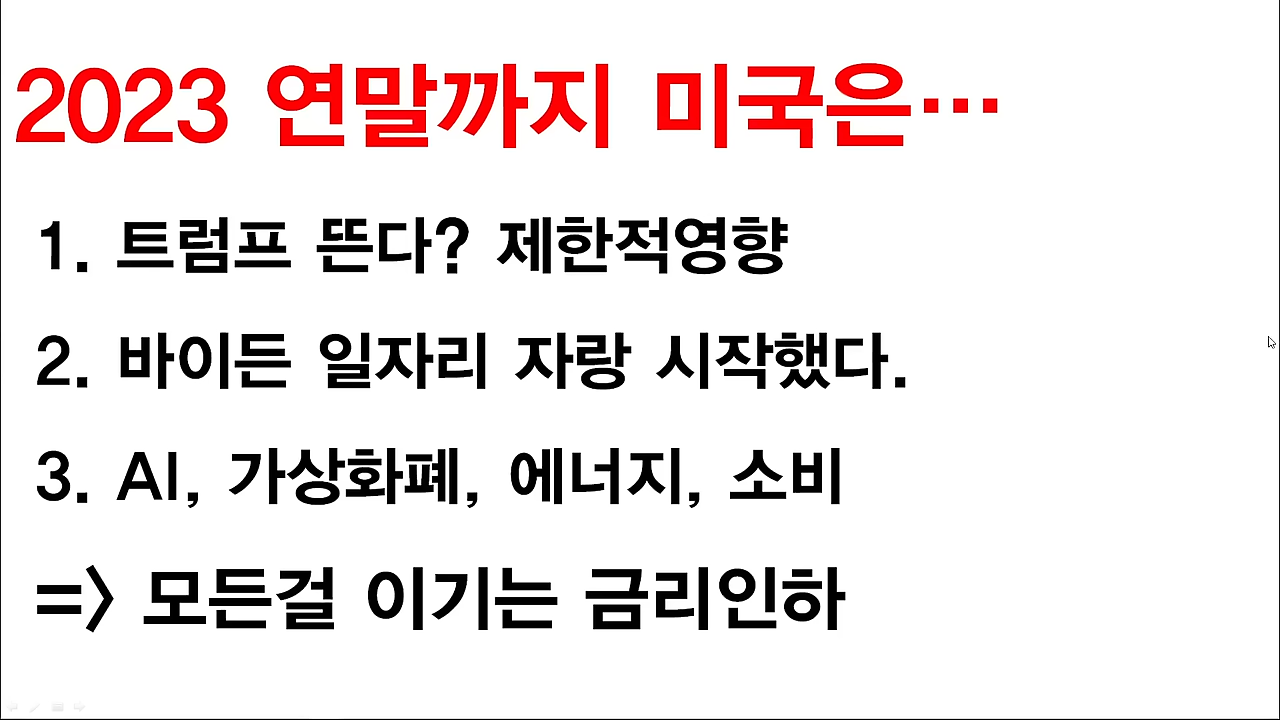 2023 연말까지 미국은…
1. 트럼프 뜬다? 제한적영향
2. 바이든 일자리 자랑 시작했다.
3. AI, 가상화폐, 에너지, 소비
=> 모든걸 이기는 금리인하